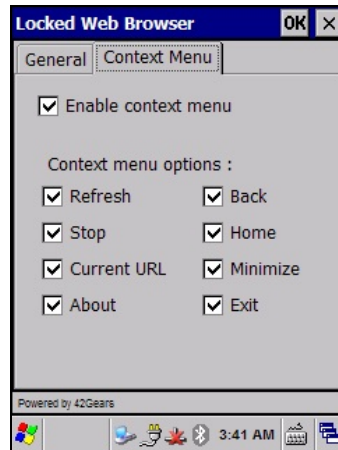 Locked Web Browser OK
General Context Menu
Enable context menu
Context menu options :
Refresh Back
Stop Home
Current URL Minimize
About Exit
Powered by 42Gears
3:41 AM